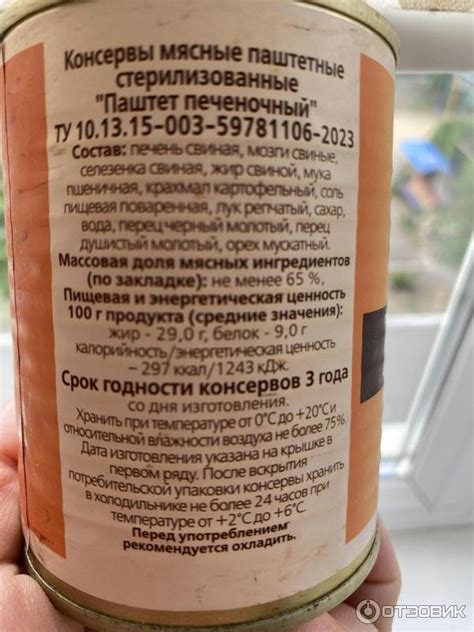 Консервы мясные паштетные
стерилизованные
"Паштет печеночный"
ТУ 10.13.15-003-59781106-2023
Состав: печень свиная, мозги свиные,
селезенка свиная, жир свиной, мука
пшеничная, крахмал картофельный, соль
пищевая поваренная, лук репчатый, сахар,
вода, перец черный молотый, перец
душистый молотый, орех мускатный.
Массовая доля мясных ингредиентов
(по закладке): не менее 65 %,
Пищевая и энергетическая ценность
100 г продукта (средние значения):
жир - 29,0 г, белок - 9,0 г
калорийность/энергетическая ценность
– 297 ккал/1243 кДж.
Срок годности консервов 3 года
со дня изготовления.
Хранить при температуре от 0°С до +20°С и
относительной влажности воздуха не более 75%.
Дата изготовления указана на крышке в
первом ряду. После вскрытия
потребительской упаковки консервы хранить
в холодильнике не более 24 часов при
температуре от +2°С до +6°С.
Перед употреблением
рекомендуется охладить.
ОТЗОВИК